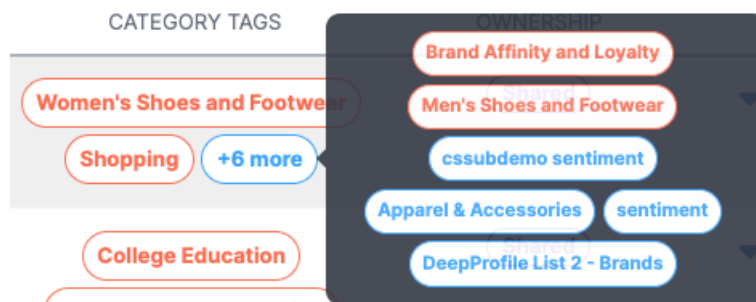 CATEGORY TAGS OWNERSHIP
Women's Shoes and Footwear
Shopping +6 more
College Education
Brand Affinity and Loyalty
Shared
Men's Shoes and Footwear
cssubdemo sentiment
Apparel & Accessories sentiment
Shared
DeepProfile List 2 - Brands